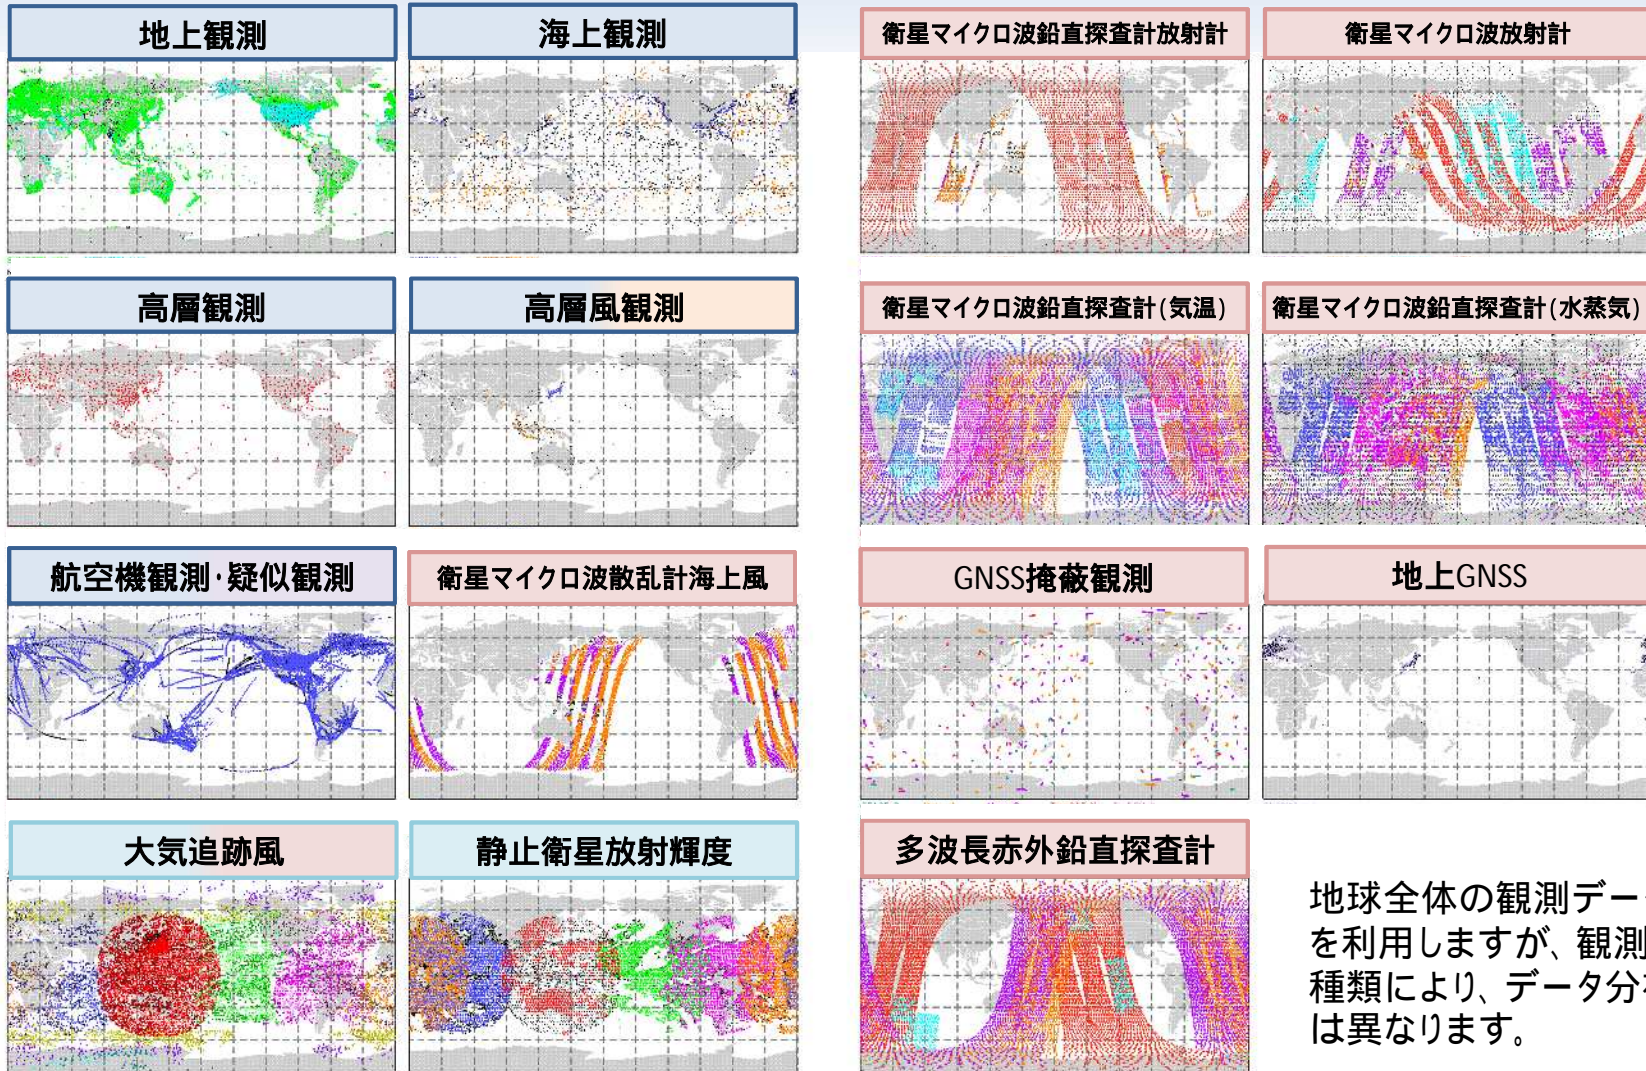 地上観測
海上観測
衛星マイクロ波鉛直探査計放射計
衛星マイクロ波放射計
高層観測
高層風観測
衛星マイクロ波鉛直探査計(気温)
衛星マイクロ波鉛直探査計(水蒸気)
航空機観測・疑似観測
衛星マイクロ波散乱計海上風
GNSS掩蔽観測
地上GNSS
大気追跡風
静止衛星放射輝度
多波長赤外鉛直探査計
地球全体の観測デー
を利用しますが、観測
種類により、データ分
は異なります。